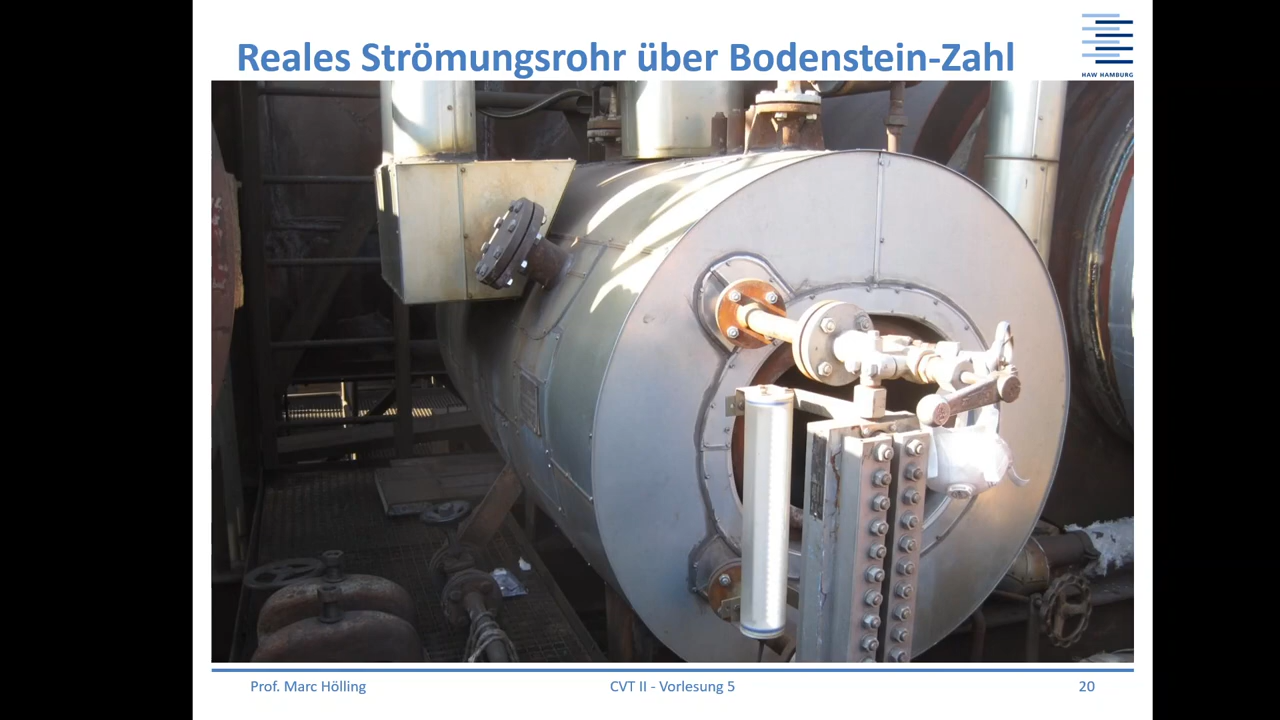 Reales Strömungsrohr über Bodenstein-Zahl
HAW HAMBURG
Prof. Marc Hölling
CVT II - Vorlesung 5
20